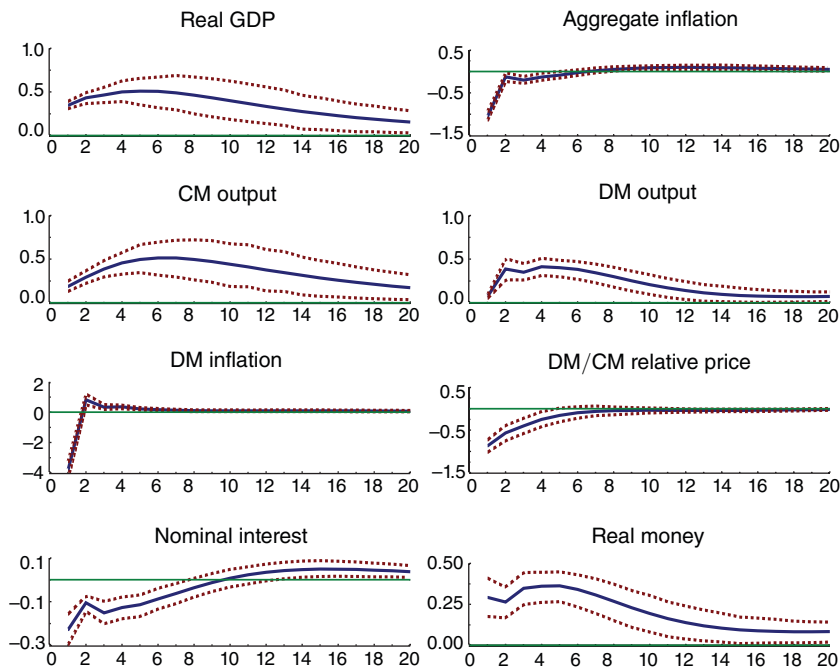 Real GDP
Aggregate inflation
1.0
0.5
0.0
0 2 4 6 8 10 12 14 16 18 20
0.5
−0.5
−1.5
0 2 4 6 8 10 12 14 16 18 20
CM output
DM output
1.0
0.5
0.0
0 2 4 6 8 10 12 14 16 18 20
1.0
0.5
0.0
0 2 4 6 8 10 12 14 16 18 20
DM inflation
DM/CM relative price
2
0
−2
−4
0 2 4 6 8 10 12 14 16 18 20
0.5
−0.5
−1.5
0 2 4 6 8 10 12 14 16 18 20
Nominal interest
Real money
0.1
−0.1
−0.3
0 2 4 6 8 10 12 14 16 18 20
0.50
0.25
0.00
0 2 4 6 8 10 12 14 16 18 20